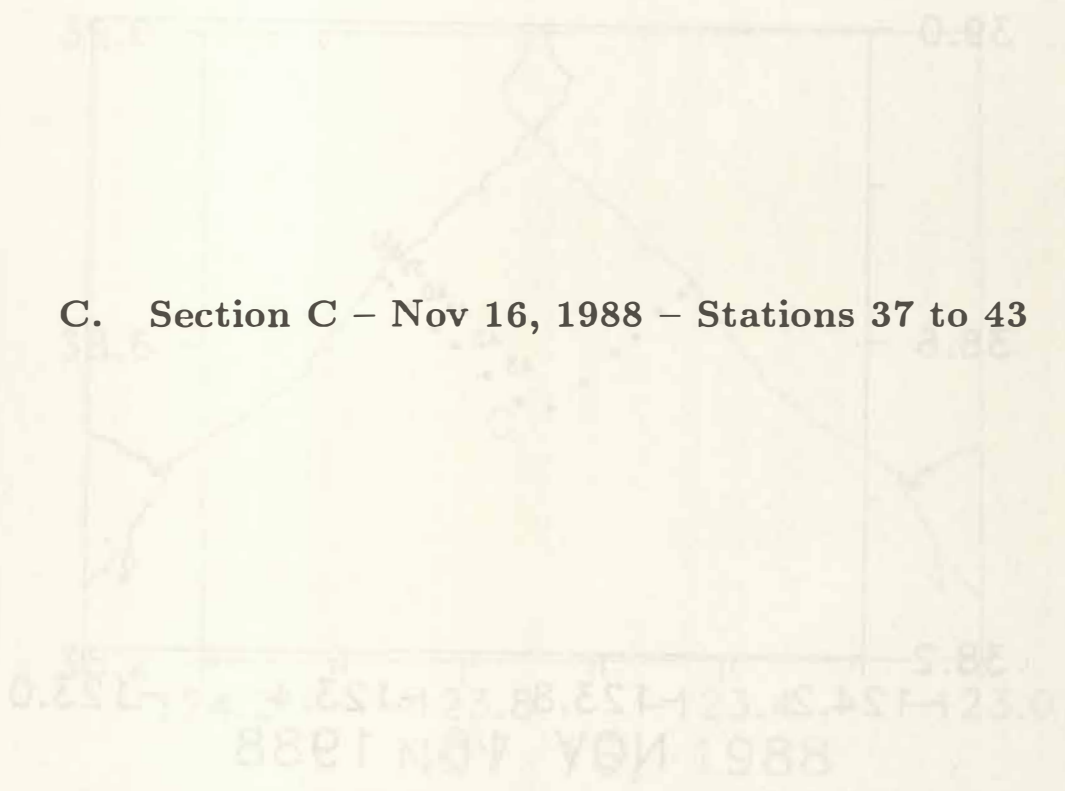 C. Section C – Nov 16, 1988 – Stations 37 to 43